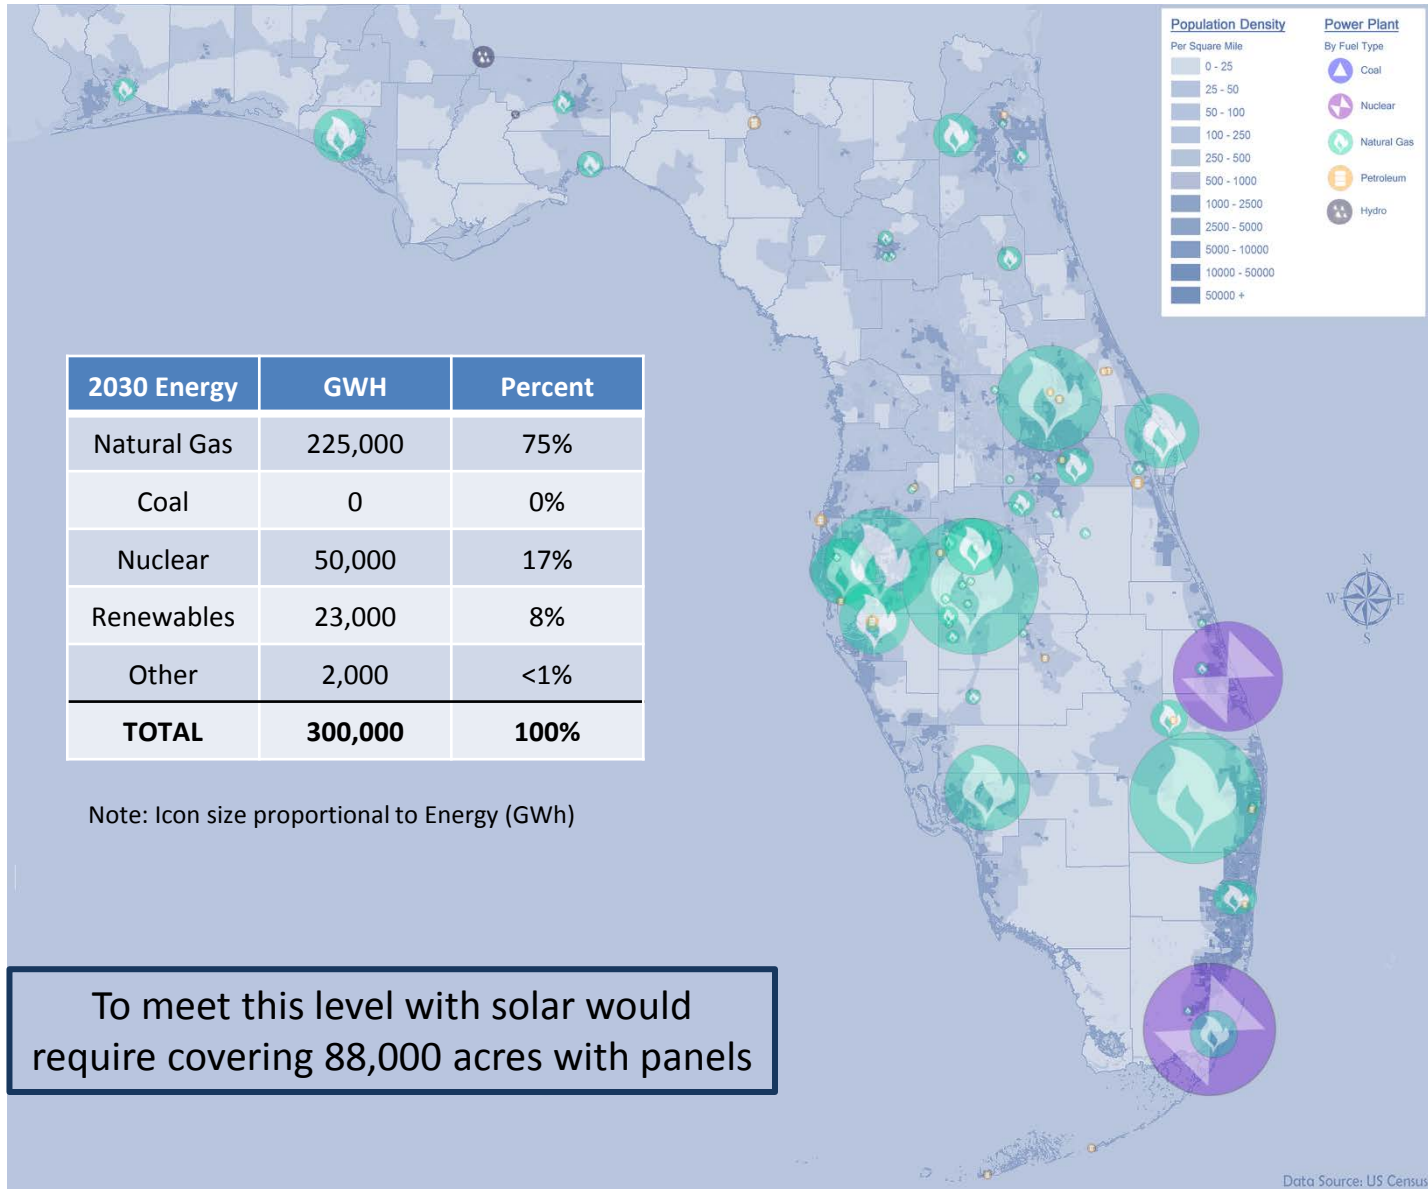 Population Density
Per Square Mile
0 - 25
25 - 50
50 - 100
100 - 250
250 - 500
500 - 1000
1000 - 2500
2500 - 5000
5000 - 10000
10000 - 50000
50000 +
Power Plant
By Fuel Type
Coal
Nuclear
Natural Gas
Petroleum
Hydro
2030 Energy GWH Percent
Natural Gas 225,000 75%
Coal 0 0%
Nuclear 50,000 17%
Renewables 23,000 8%
Other 2,000 <1%
TOTAL 300,000 100%
Note: Icon size proportional to Energy (GWh)
N
W E
S
To meet this level with solar would
require covering 88,000 acres with panels
Data Source: US Census